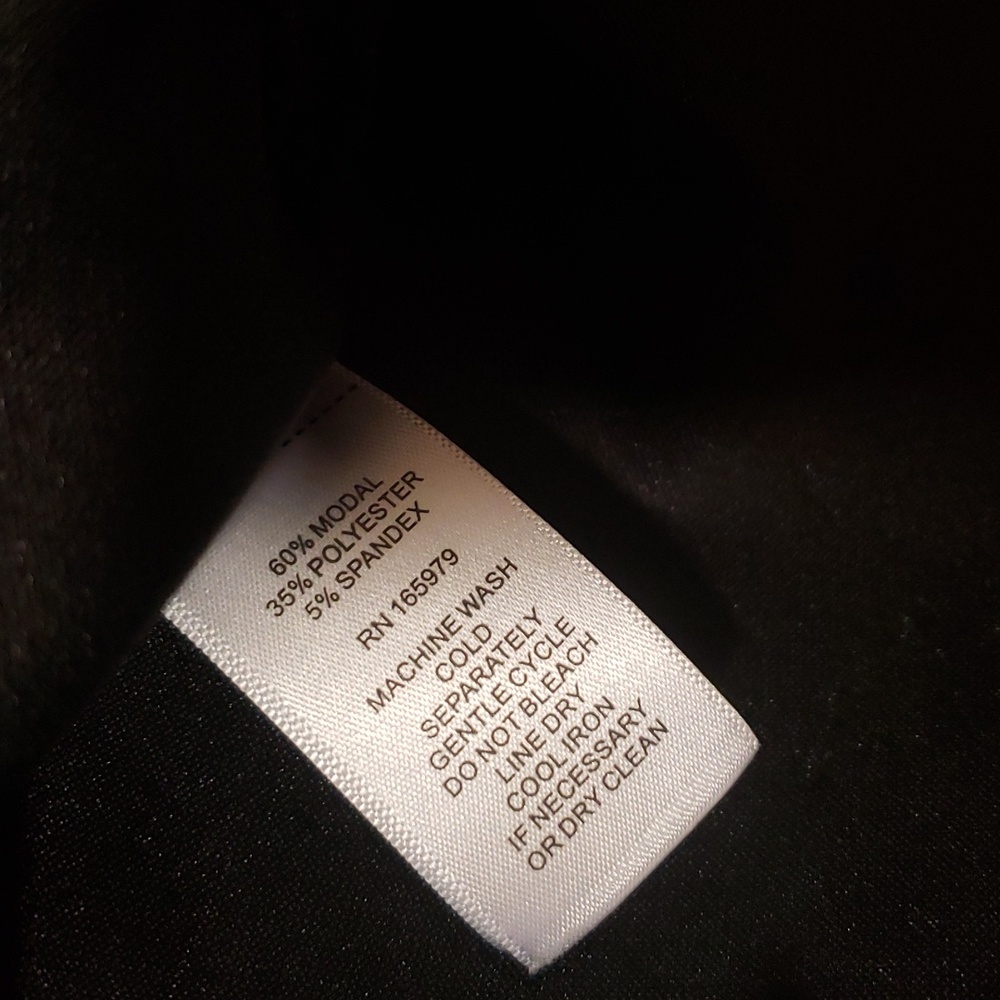 60% MODAL
35% POLYESTER
5% SPANDEX
RN 165979
MACHINE WASH
COLD
SEPARATELY
GENTLE CYCLE
DO NOT BLEACH
LINE DRY
COOL IRON
IF NECESSARY
OR DRY CLEAN